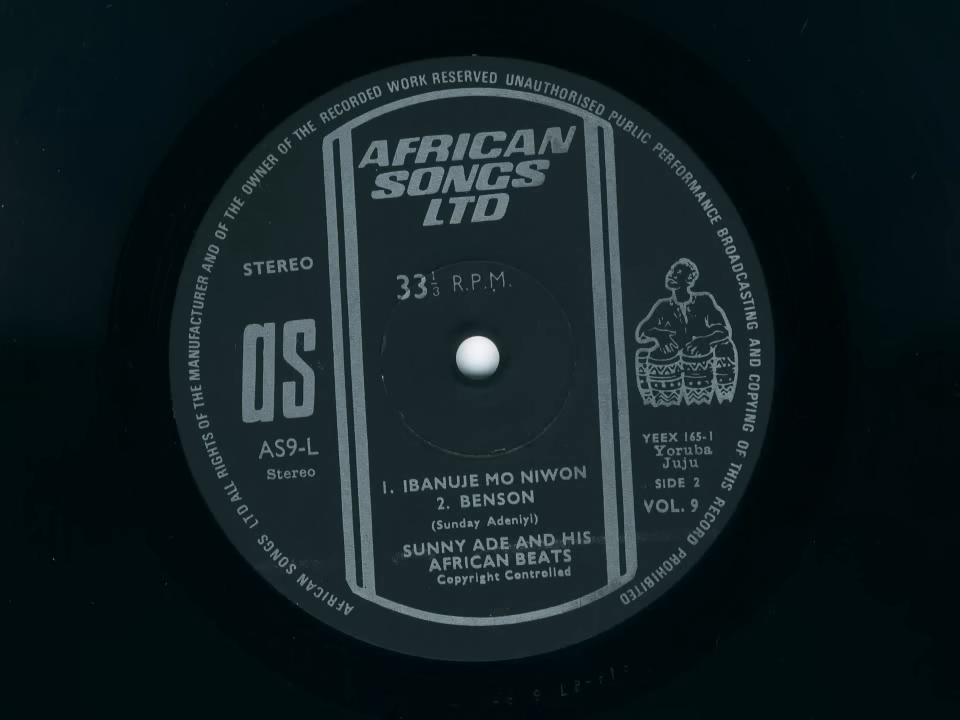 AFRICAN SONGS LTD ALL RIGHTS OF THE MANUFACTURER AND OF THE OWNER OF THE RECORDED WORK RESERVED UNAUTHORISED PUBLIC PERFORMANCE BROADCASTING AND COPYING OF THIS RECORD PROHIBITED
AFRICAN
SONGS
LTD
STEREO
33⅓ R.P.M.
as
AS9-L
Stereo
YEEX 165-1
Yoruba
Juju
SIDE 2
VOL. 9
1. IBANUJE MO NIWON
2. BENSON
(Sunday Adeniyi)
SUNNY ADE AND HIS
AFRICAN BEATS
Copyright Controlled